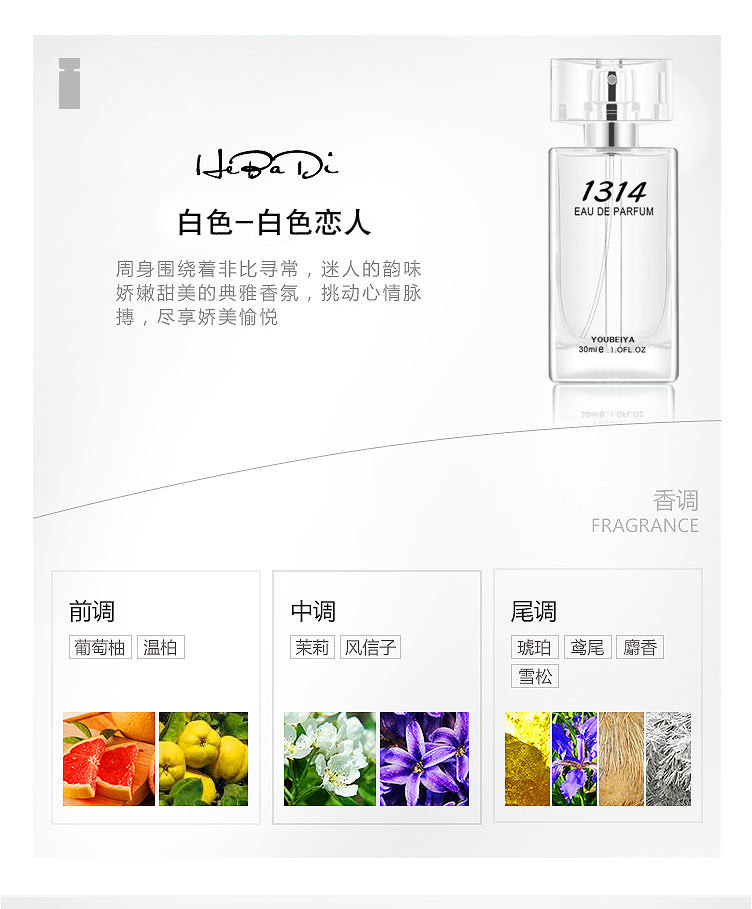 HeBaDi
白色-白色恋人
周身围绕着非比寻常，迷人的韵味
娇嫩甜美的典雅香氛，挑动心情脉
搏，尽享娇美愉悦
1314
EAU DE PARFUM
YOUBEIYA
30ml e 1.0FL.OZ
香调
FRAGRANCE
前调
葡萄柚 温柏
中调
茉莉 风信子
尾调
琥珀 鸢尾 麝香
雪松